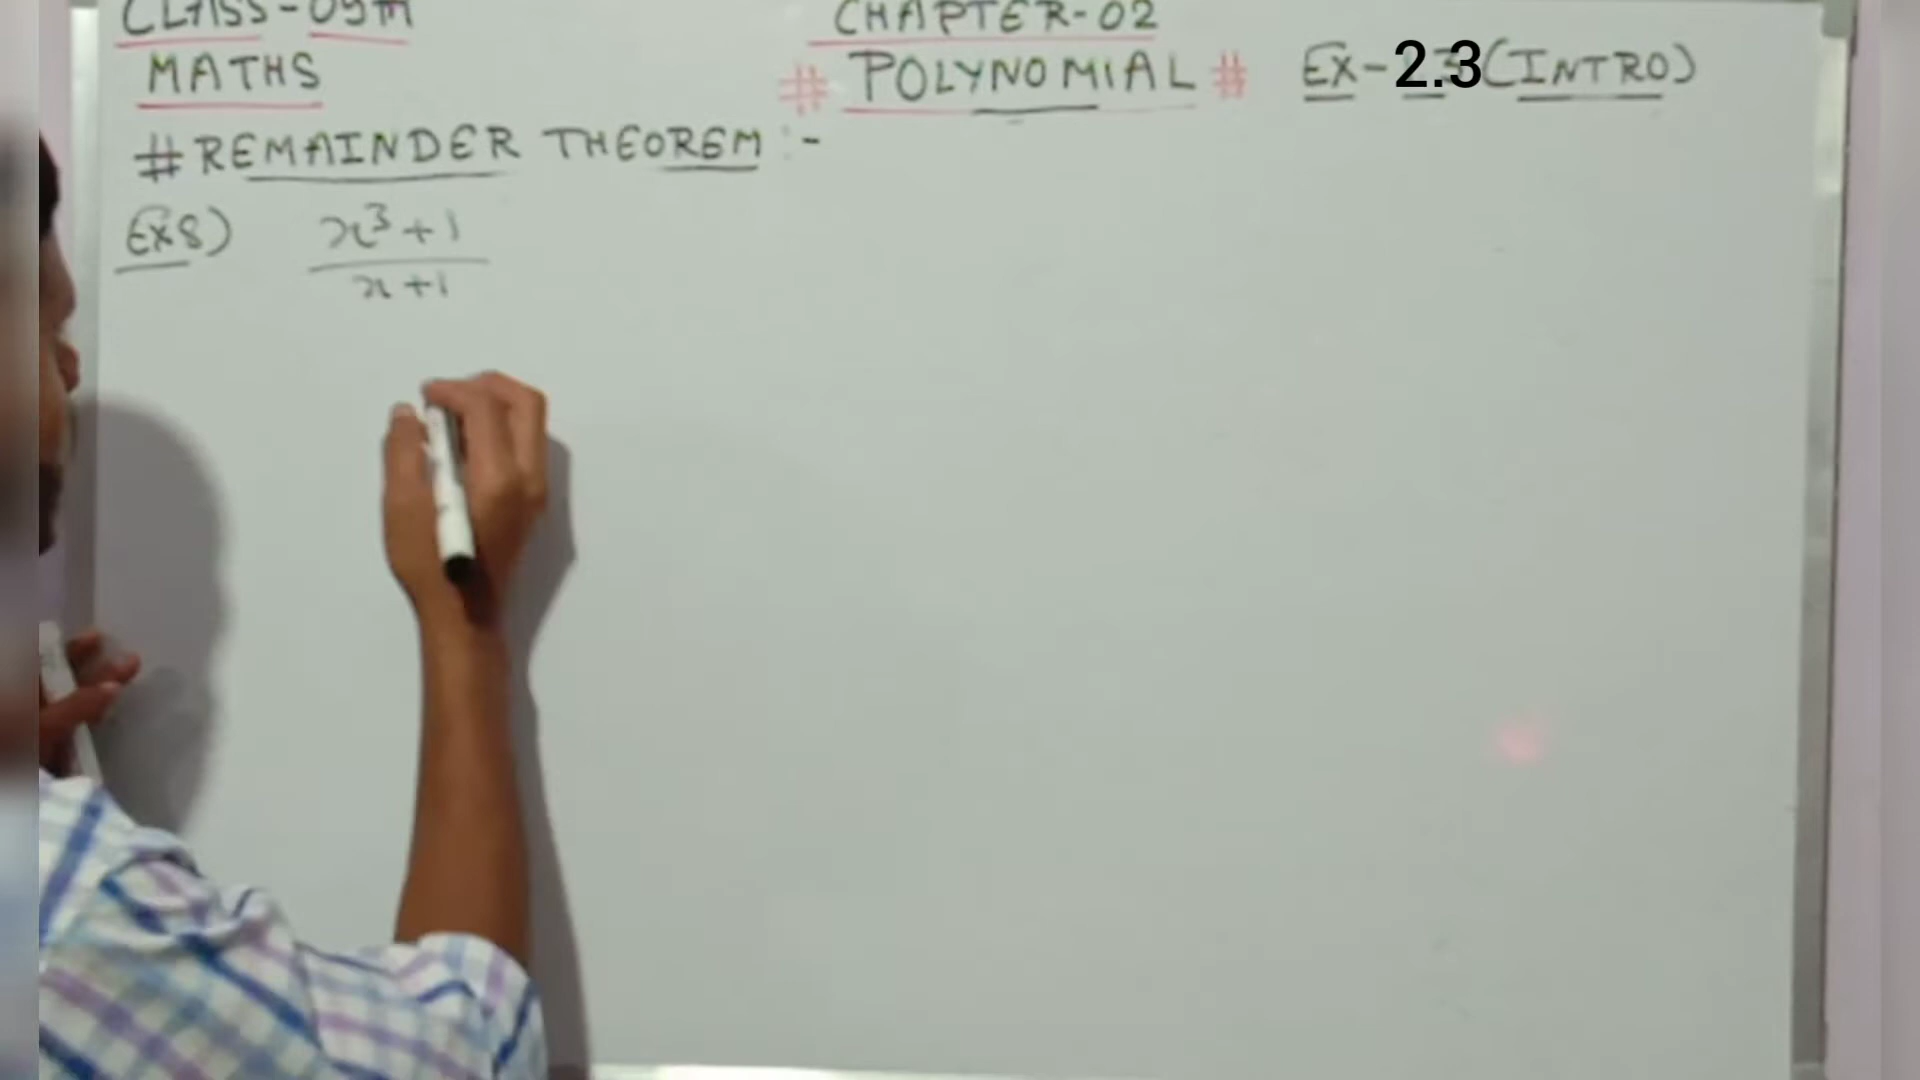 CLASS-09TH
CHAPTER-02
MATHS
# POLYNOMIAL # EX-2.3(INTRO)
#REMAINDER THEOREM:-
EX8) x³+1
x+1